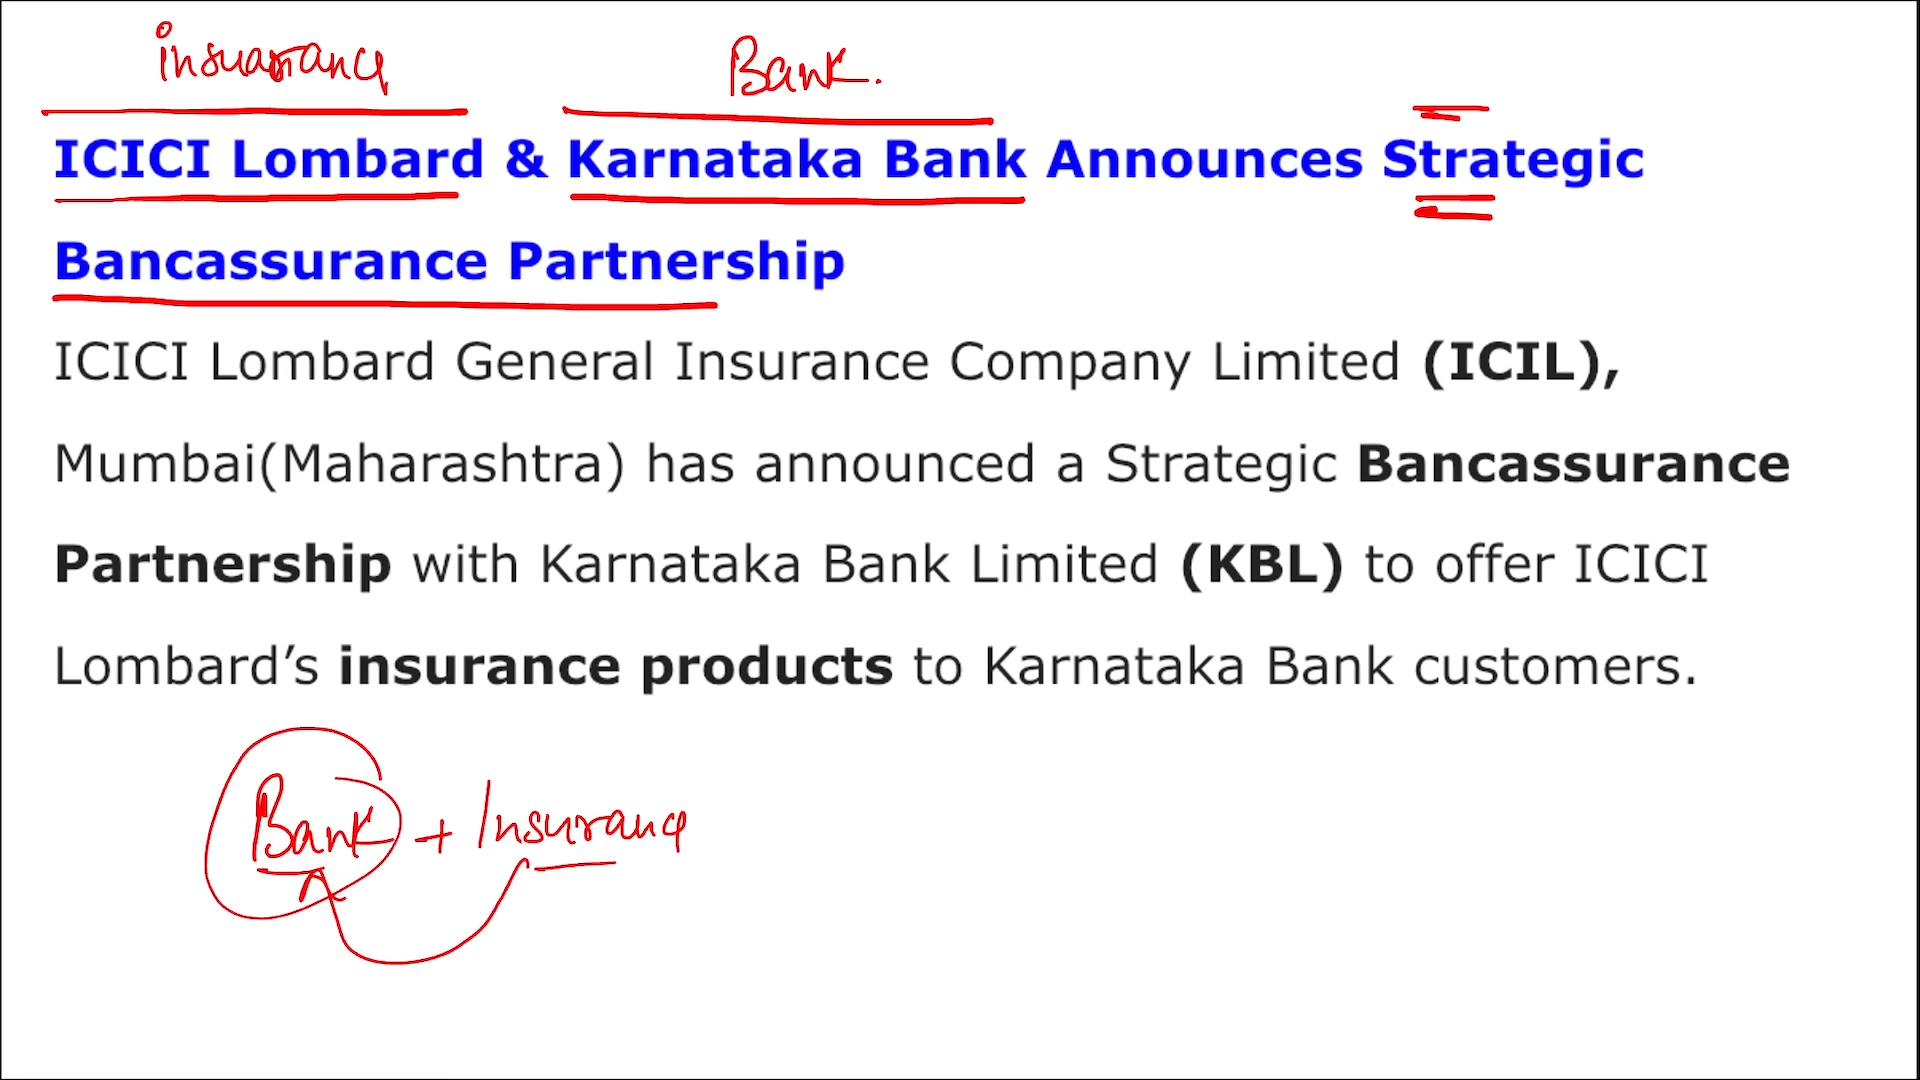 insuarance Bank.
ICICI Lombard & Karnataka Bank Announces Strategic
Bancassurance Partnership
ICICI Lombard General Insurance Company Limited (ICIL),
Mumbai(Maharashtra) has announced a Strategic Bancassurance
Partnership with Karnataka Bank Limited (KBL) to offer ICICI
Lombard’s insurance products to Karnataka Bank customers.
Bank + Insurance